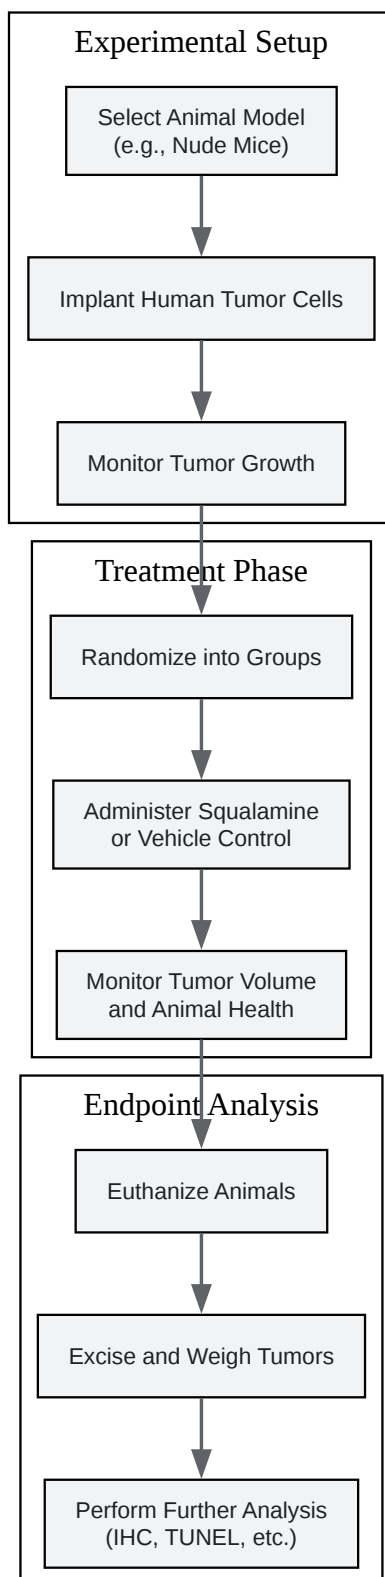 Experimental Setup
Select Animal Model
(e.g., Nude Mice)
Implant Human Tumor Cells
Monitor Tumor Growth
Treatment Phase
Randomize into Groups
Administer Squalamine
or Vehicle Control
Monitor Tumor Volume
and Animal Health
Endpoint Analysis
Euthanize Animals
Excise and Weigh Tumors
Perform Further Analysis
(IHC, TUNEL, etc.)